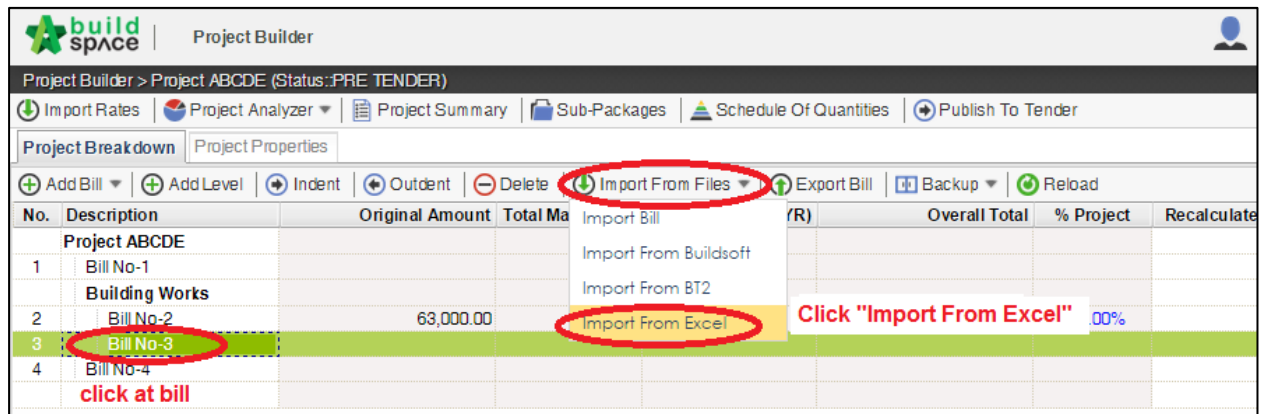 build
space
Project Builder
Project Builder > Project ABCDE (Status::PRE TENDER)
Import Rates Project Analyzer Project Summary Sub-Packages Schedule Of Quantities Publish To Tender
Project Breakdown Project Properties
Add Bill Add Level Indent Outdent Delete Import From Files Export Bill Backup Reload
No. Description Original Amount Total Ma YR) Overall Total % Project Recalculate
Import Bill
Project ABCDE
1 Bill No-1
Import From Buildsoft
Building Works
Import From BT2
2 Bill No-2 63,000.00 .00%
Import From Excel
Click "Import From Excel"
3 Bill No-3
4 Bill No-4
click at bill